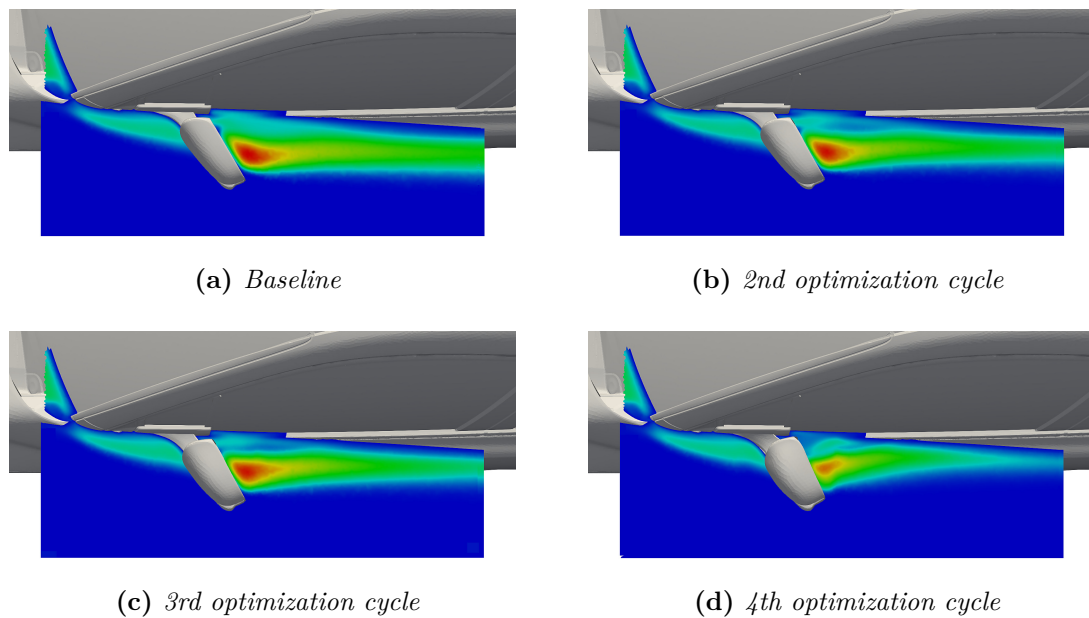 (a) Baseline
(b) 2nd optimization cycle
(c) 3rd optimization cycle
(d) 4th optimization cycle